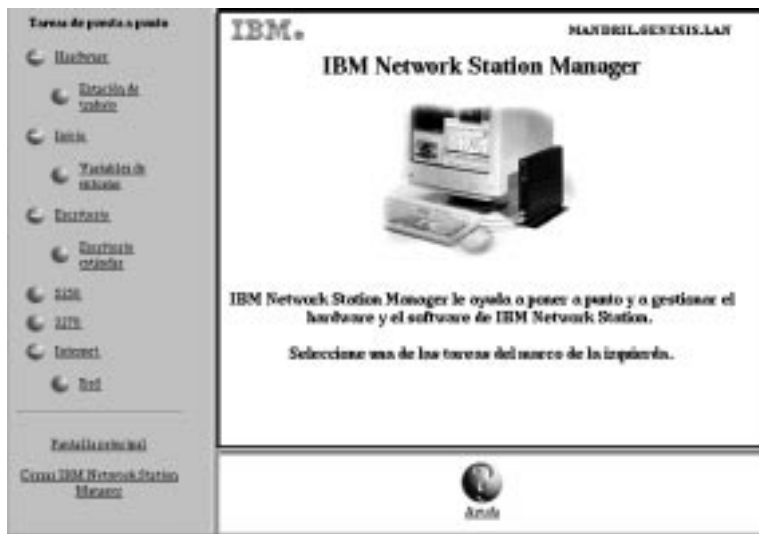 Tareas de puesta a punto
Hardware
Estación de
trabajo
Inicio
Variables de
entorno
Escritorio
Escritorio
estándar
5250
3270
Internet
Red
Pantalla principal
Cerrar IBM Network Station
Manager
IBM.
MANDRIL.GENESIS.LAN
IBM Network Station Manager
IBM Network Station Manager le ayuda a poner a punto y a gestionar el
hardware y el software de IBM Network Station.
Seleccione una de las tareas del marco de la izquierda.
Ayuda